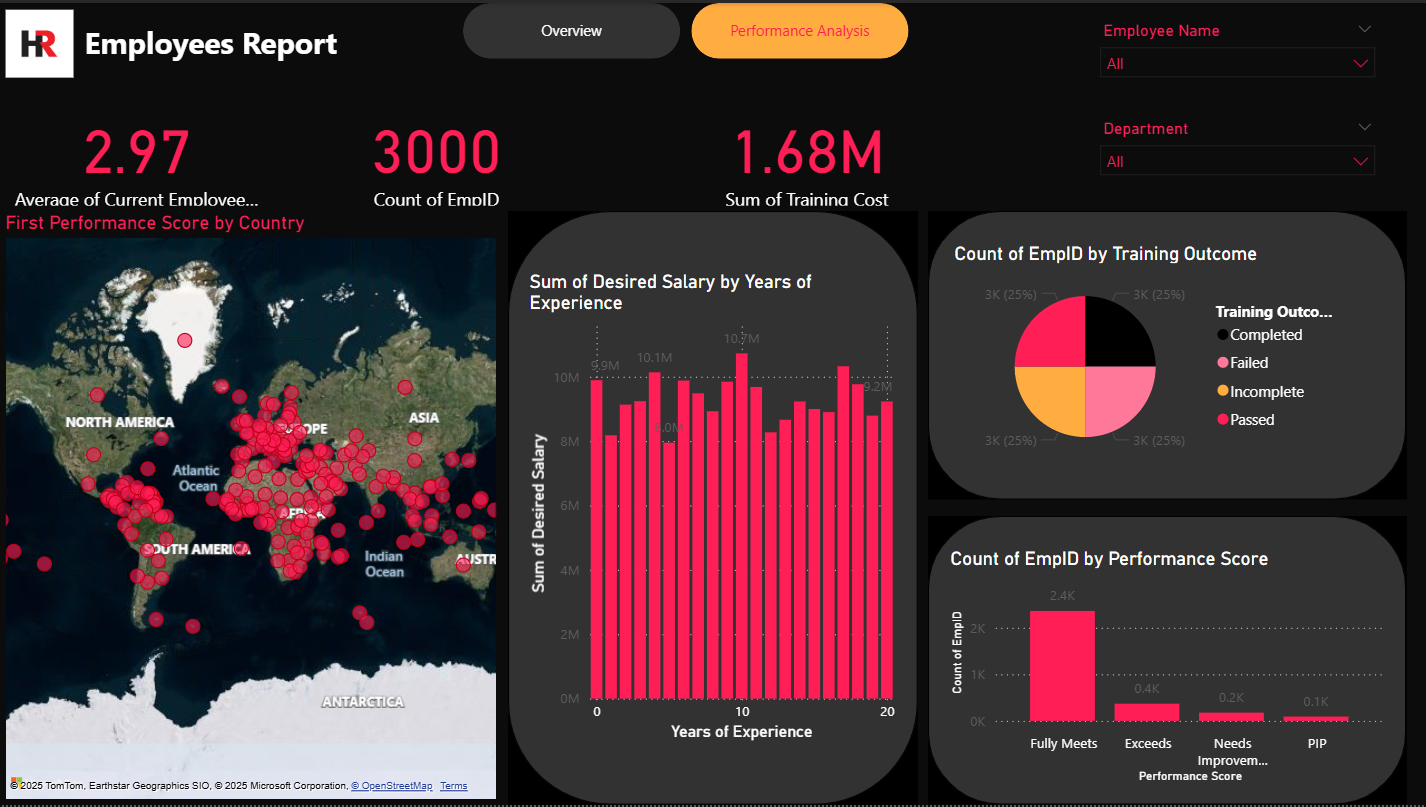 HR
Employees Report
Overview
Performance Analysis
Employee Name
All
Department
All
2.97
Average of Current Employee...
3000
Count of EmpID
1.68M
Sum of Training Cost
First Performance Score by Country
NORTH AMERICA
EUROPE
ASIA
Atlantic
Ocean
AFRICA
SOUTH AMERICA
Indian
Ocean
AUSTR
ANTARCTICA
© 2025 TomTom, Earthstar Geographics SIO, © 2025 Microsoft Corporation, © OpenStreetMap Terms
Sum of Desired Salary by Years of
Experience
Sum of Desired Salary
10M
8M
6M
4M
2M
0M
9.9M
10.1M
8.0M
10.7M
9.2M
0
10
20
Years of Experience
Count of EmpID by Training Outcome
3K (25%)
3K (25%)
3K (25%)
3K (25%)
Training Outco...
Completed
Failed
Incomplete
Passed
Count of EmpID by Performance Score
Count of EmpID
2K
1K
0K
2.4K
0.4K
0.2K
0.1K
Fully Meets
Exceeds
Needs
Improvem...
PIP
Performance Score